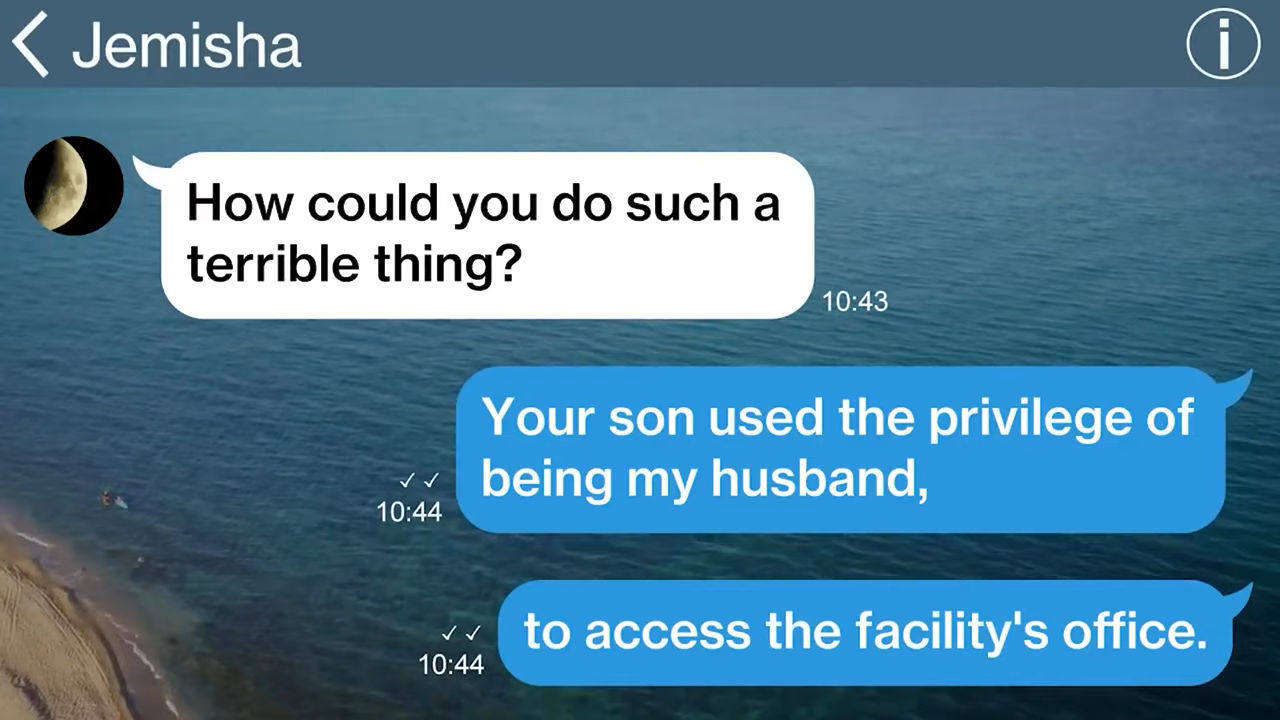 Jemisha
How could you do such a
terrible thing?
10:43
Your son used the privilege of
being my husband,
10:44
to access the facility's office.
10:44